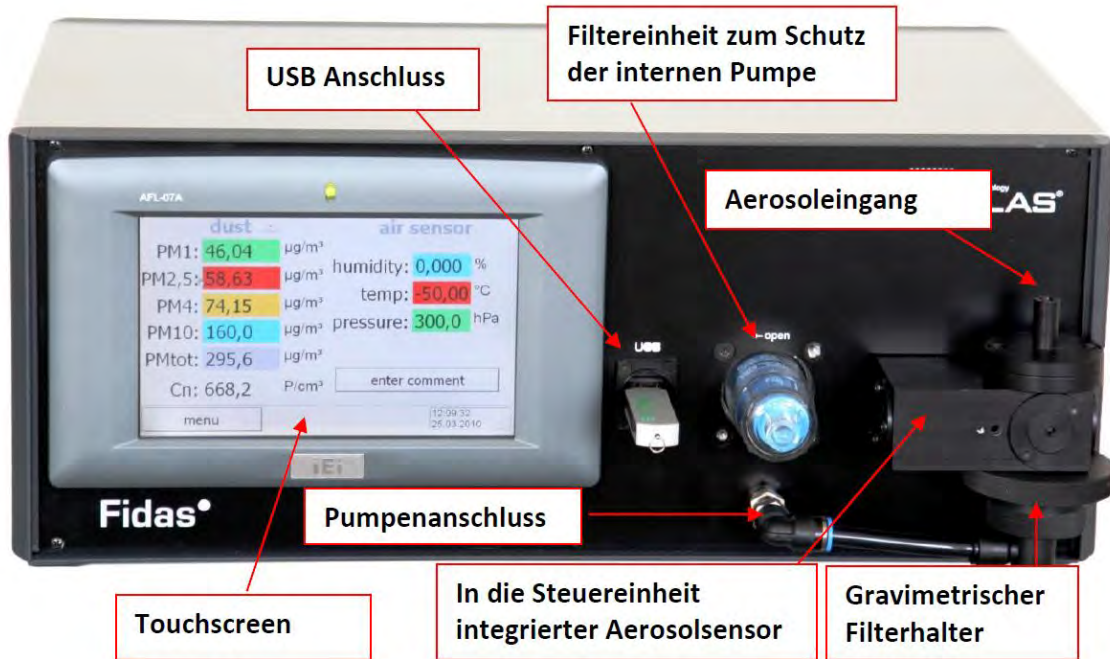 Filtereinheit zum Schutz
der internen Pumpe
USB Anschluss
Aerosoleingang
AFL-07A
dust
air sensor
PM1: 46,04 µg/m³
PM2,5: 58,63 µg/m³
PM4: 74,15 µg/m³
PM10: 160,0 µg/m³
PMtot: 295,6 µg/m³
Cn: 668,2 P/cm³
humidity: 0,000 %
temp: -50,00 °C
pressure: 300,0 hPa
enter comment
menu
12:09:32
25.03.2010
iEi
USB
open
LAS®
Fidas
Pumpenanschluss
Touchscreen
In die Steuereinheit
integrierter Aerosolsensor
Gravimetrischer
Filterhalter